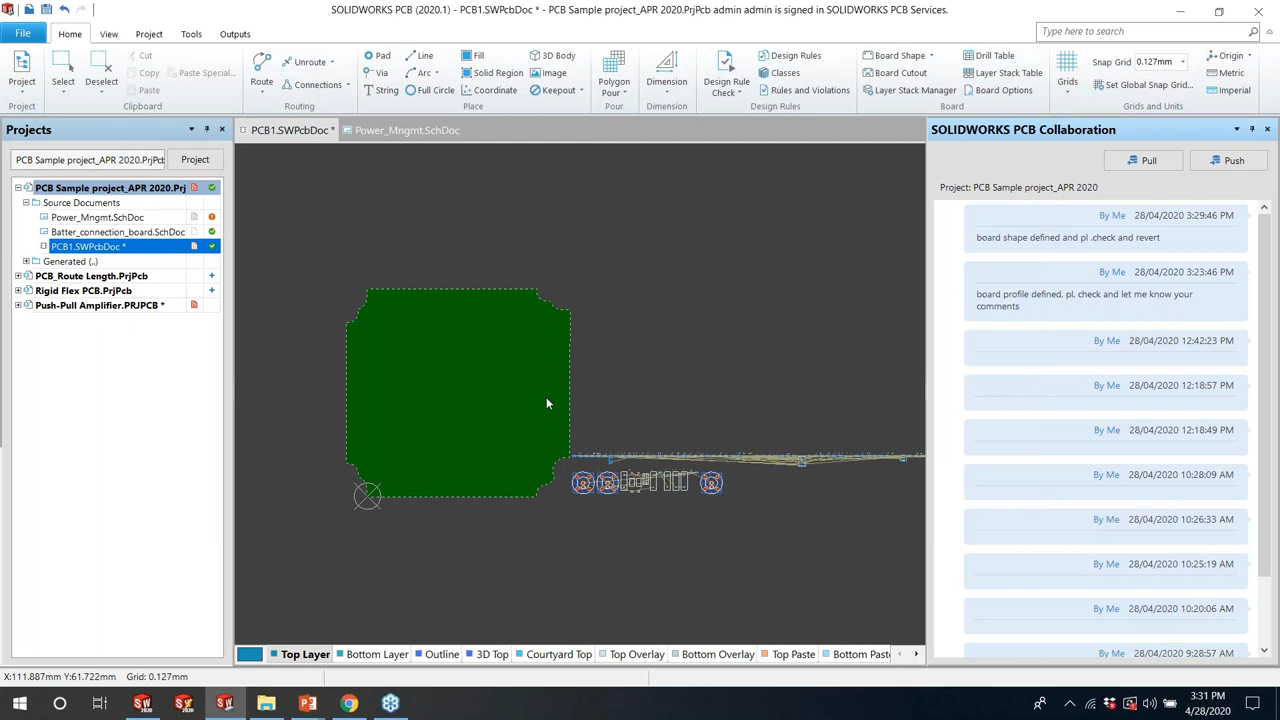 SOLIDWORKS PCB (2020.1) - PCB1.SWPcbDoc * - PCB Sample project_APR 2020.PrjPcb admin admin is signed in SOLIDWORKS PCB Services.
File Home View Project Tools Outputs
Type here to search
Project Select Deselect Cut
Copy Paste Special...
Paste
Project Clipboard
Route Unroute
Connections
Routing
Pad Line Fill 3D Body
Via Arc Solid Region Image
String Full Circle Coordinate Keepout
Place
Polygon Pour
Pour
Dimension
Dimension
Design Rule Check
Design Rules
Classes
Rules and Violations
Design Rules
Board Shape Drill Table
Board Cutout Layer Stack Table
Layer Stack Manager Board Options
Board
Grids Snap Grid 0.127mm Origin
Metric
Set Global Snap Grid... Imperial
Grids and Units
Projects
PCB Sample project_APR 2020.PrjPcb Project
PCB Sample project_APR 2020.Prj
Source Documents
Power_Mngmt.SchDoc
Batter_connection_board.SchDoc
PCB1.SWPcbDoc *
Generated (..)
PCB_Route Length.PrjPcb
Rigid Flex PCB.PrjPcb
Push-Pull Amplifier.PRJPCB *
PCB1.SWPcbDoc * Power_Mngmt.SchDoc
SOLIDWORKS PCB Collaboration
Pull Push
Project: PCB Sample project_APR 2020
By Me 28/04/2020 3:29:46 PM
board shape defined and pl .check and revert
By Me 28/04/2020 3:23:46 PM
board profile defined, pl. check and let me know your
comments
By Me 28/04/2020 12:42:23 PM
By Me 28/04/2020 12:18:57 PM
By Me 28/04/2020 12:18:49 PM
By Me 28/04/2020 10:28:09 AM
By Me 28/04/2020 10:26:33 AM
By Me 28/04/2020 10:25:19 AM
By Me 28/04/2020 10:20:06 AM
By Me 28/04/2020 9:28:57 AM
Top Layer Bottom Layer Outline 3D Top Courtyard Top Top Overlay Bottom Overlay Top Paste Bottom Paste
X:111.887mm Y:61.722mm Grid: 0.127mm
3:31 PM
4/28/2020